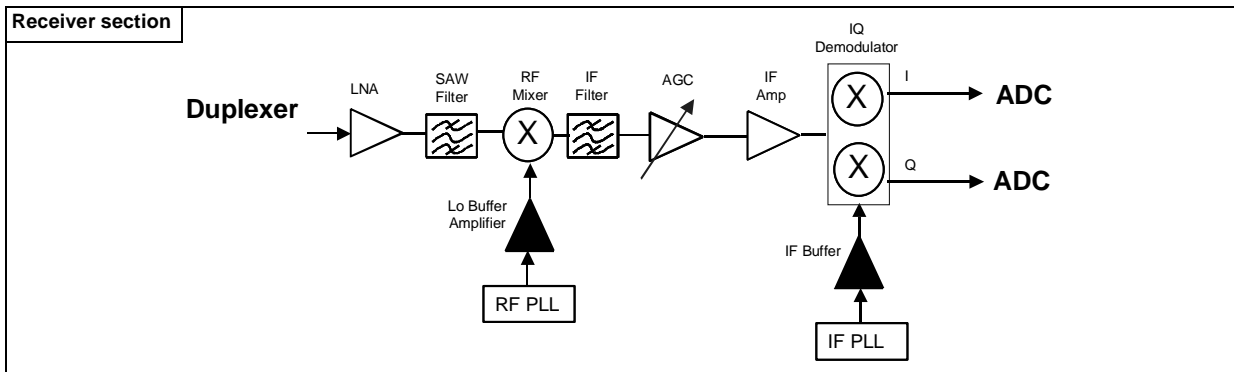 Receiver section
Duplexer
LNA
SAW
Filter
RF
Mixer
X
IF
Filter
AGC
IF
Amp
IQ
Demodulator
X
X
I
ADC
Q
ADC
Lo Buffer
Amplifier
RF PLL
IF Buffer
IF PLL